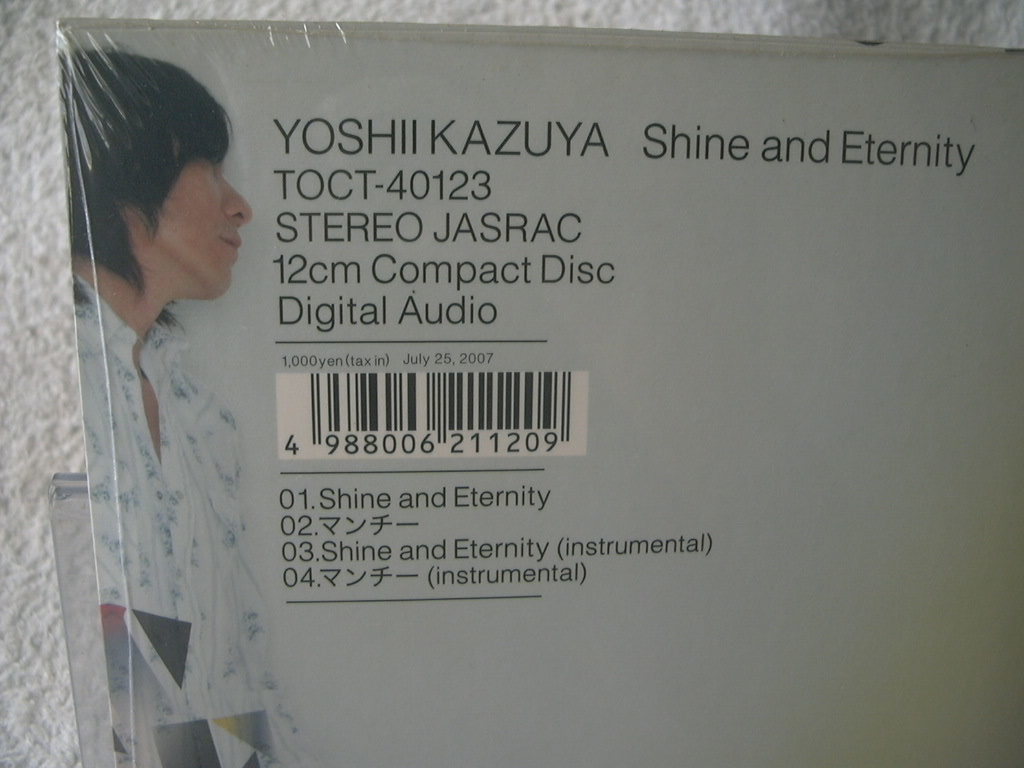 YOSHII KAZUYA Shine and Eternity
TOCT-40123
STEREO JASRAC
12cm Compact Disc
Digital Audio
1,000yen(tax in) July 25, 2007
4 988006 211209
01.Shine and Eternity
02.マンチー
03.Shine and Eternity (instrumental)
04.マンチー (instrumental)